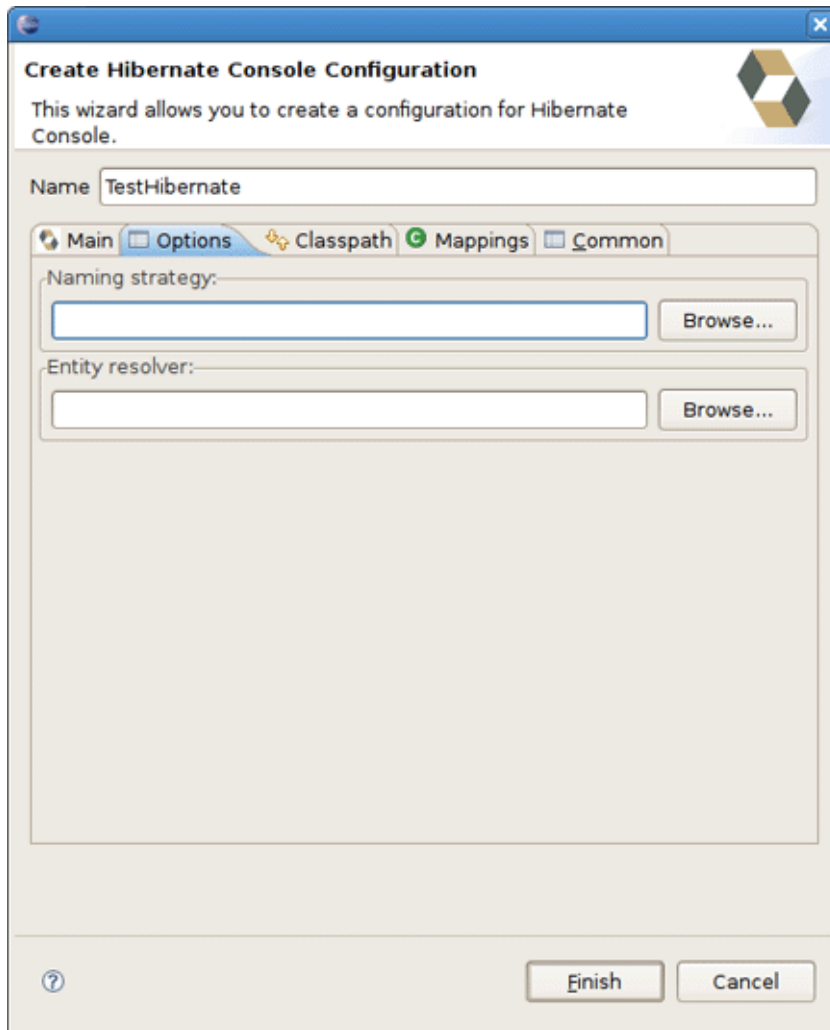 Create Hibernate Console Configuration
This wizard allows you to create a configuration for Hibernate
Console.
Name TestHibernate
Main Options Classpath Mappings Common
Naming strategy:
Browse...
Entity resolver:
Browse...
Finish Cancel